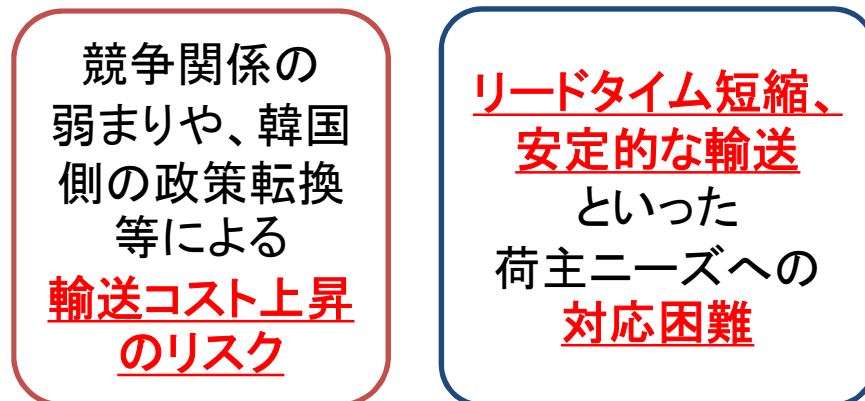 競争関係の
弱まりや、韓国
側の政策転換
等による
輸送コスト上昇
のリスク
リードタイム短縮、
安定的な輸送
といった
荷主ニーズへの
対応困難